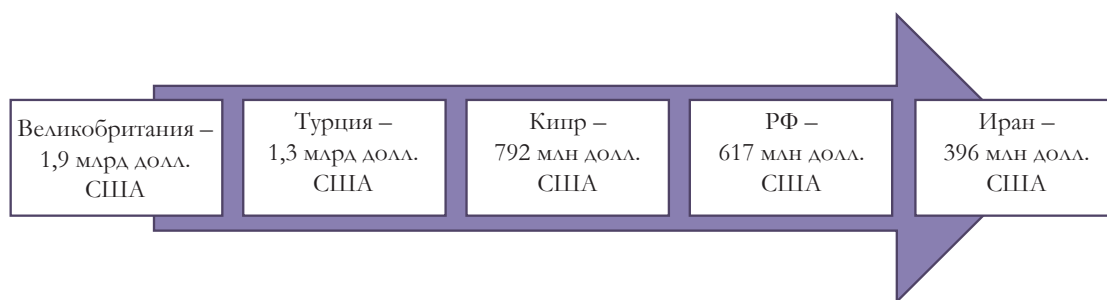 Великобритания –
1,9 млрд долл.
США
Турция –
1,3 млрд долл.
США
Кипр –
792 млн долл.
США
РФ –
617 млн долл.
США
Иран –
396 млн долл.
США